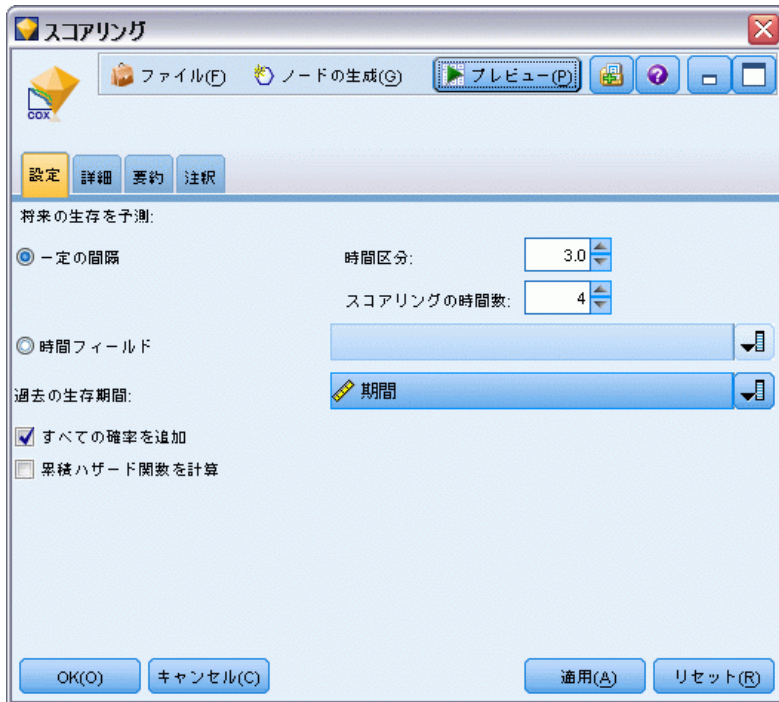 スコアリング
ファイル(F) ノードの生成(G) プレビュー(P)
COX
設定 詳細 要約 注釈
将来の生存を予測:
一定の間隔 時間区分: 3.0
スコアリングの時間数: 4
時間フィールド
過去の生存期間: 期間
すべての確率を追加
累積ハザード関数を計算
OK(O) キャンセル(C) 適用(A) リセット(R)